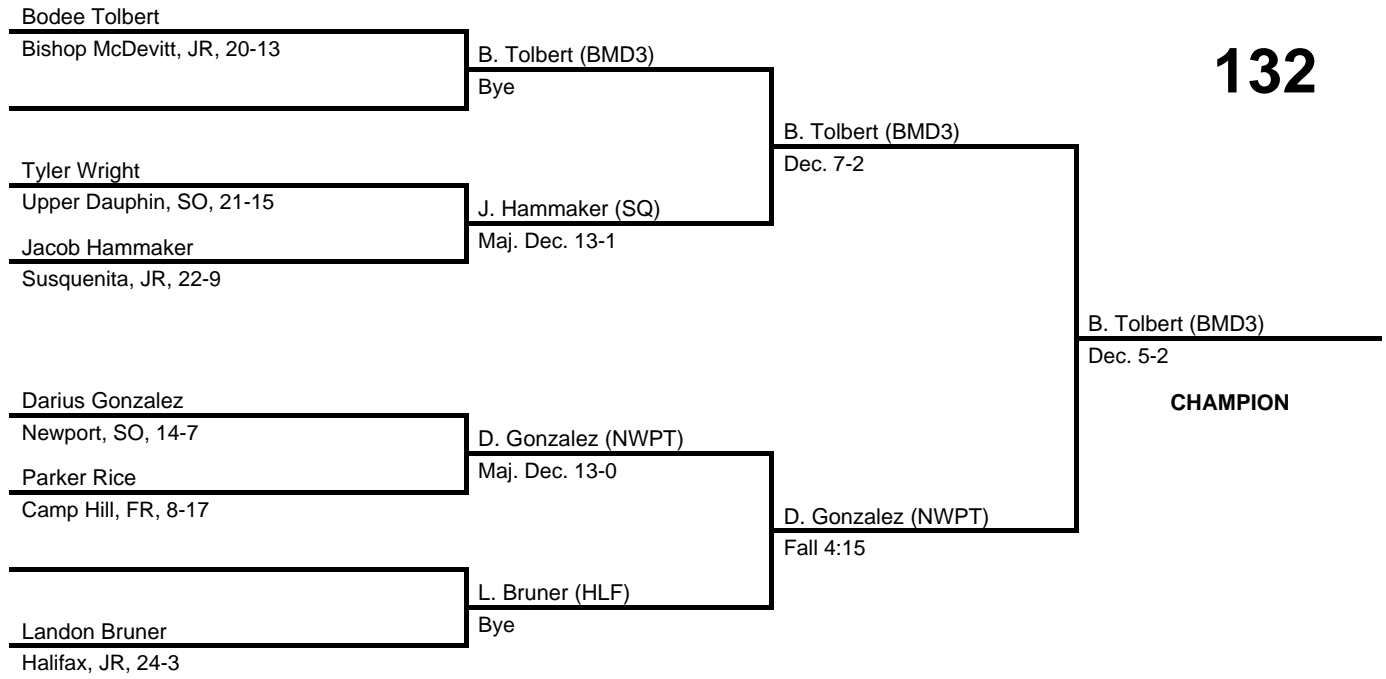 Bodee Tolbert
Bishop McDevitt, JR, 20-13
B. Tolbert (BMD3)
Bye
132
B. Tolbert (BMD3)
Dec. 7-2
Tyler Wright
Upper Dauphin, SO, 21-15
J. Hammaker (SQ)
Maj. Dec. 13-1
Jacob Hammaker
Susquenita, JR, 22-9
B. Tolbert (BMD3)
Dec. 5-2
CHAMPION
Darius Gonzalez
Newport, SO, 14-7
D. Gonzalez (NWPT)
Maj. Dec. 13-0
Parker Rice
Camp Hill, FR, 8-17
D. Gonzalez (NWPT)
Fall 4:15
L. Bruner (HLF)
Bye
Landon Bruner
Halifax, JR, 24-3